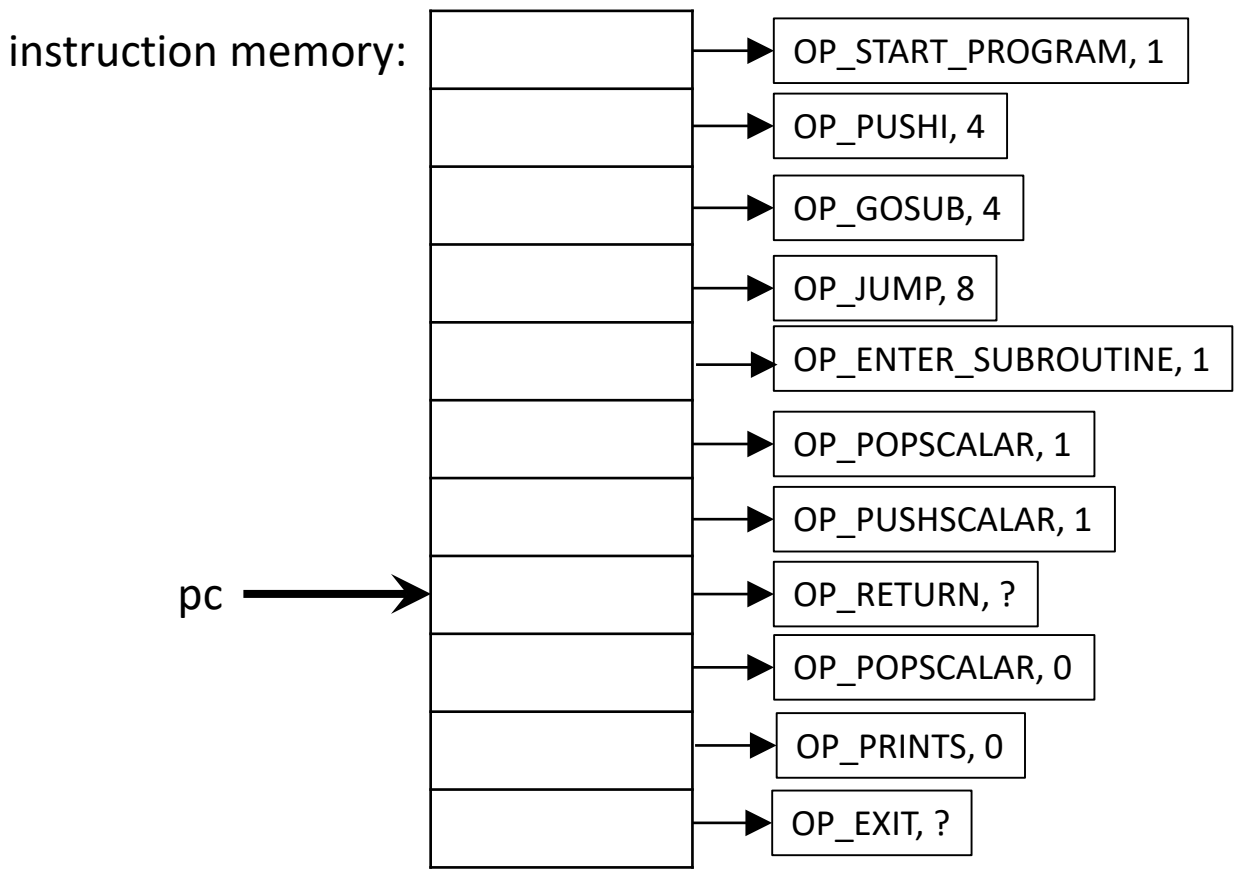 instruction memory:
OP_START_PROGRAM, 1
OP_PUSHI, 4
OP_GOSUB, 4
OP_JUMP, 8
OP_ENTER_SUBROUTINE, 1
OP_POPSCALAR, 1
OP_PUSHSCALAR, 1
pc
OP_RETURN, ?
OP_POPSCALAR, 0
OP_PRINTS, 0
OP_EXIT, ?